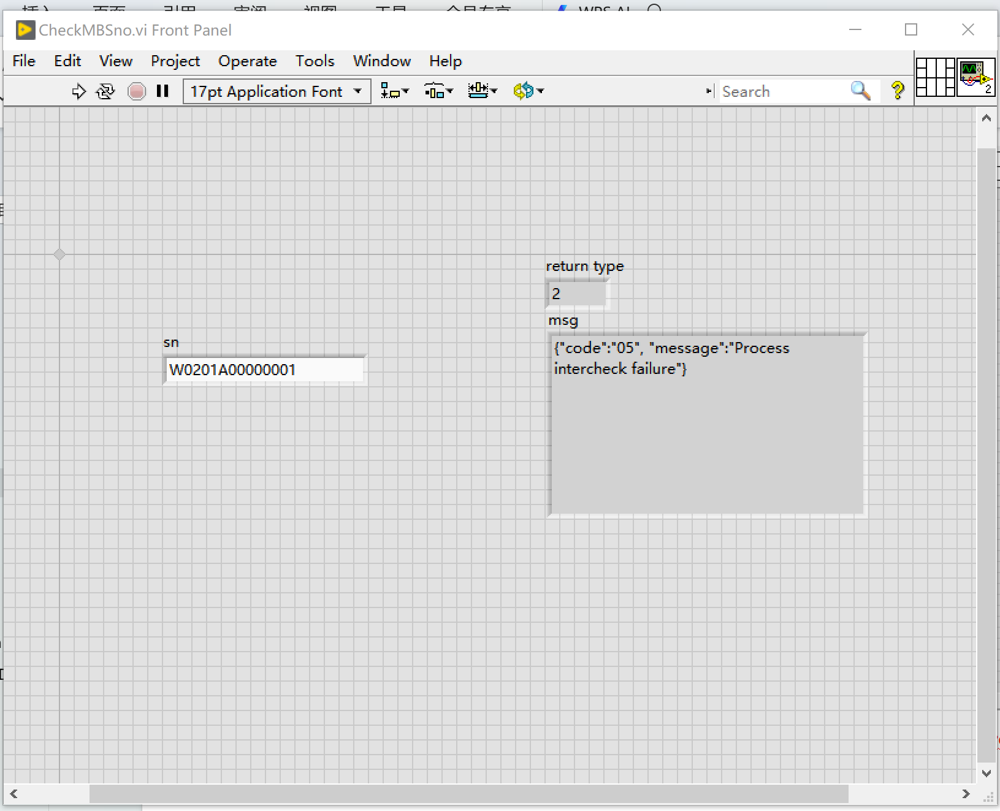 CheckMBSno.vi Front Panel
File Edit View Project Operate Tools Window Help
17pt Application Font
Search
2
return type
2
msg
{"code":"05", "message":"Process
intercheck failure"}
sn
W0201A00000001